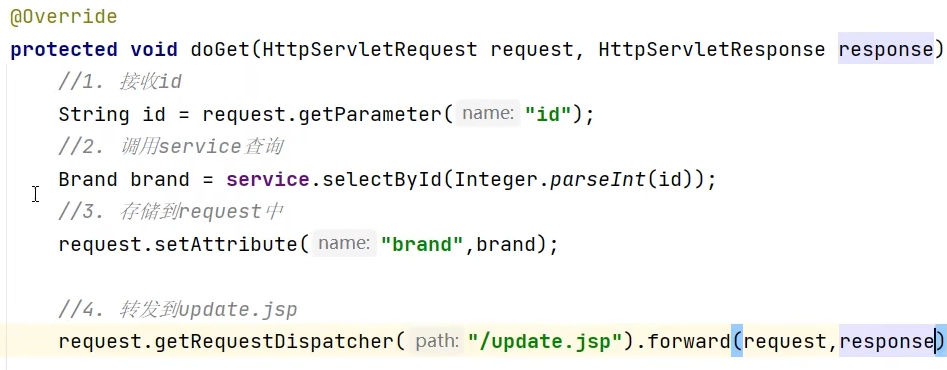 @Override
protected void doGet(HttpServletRequest request, HttpServletResponse response)
//1. 接收id
String id = request.getParameter( name: "id");
//2. 调用service查询
Brand brand = service.selectById(Integer.parseInt(id));
//3. 存储到request中
request.setAttribute( name: "brand",brand);
//4. 转发到update.jsp
request.getRequestDispatcher( path: "/update.jsp").forward(request,response)